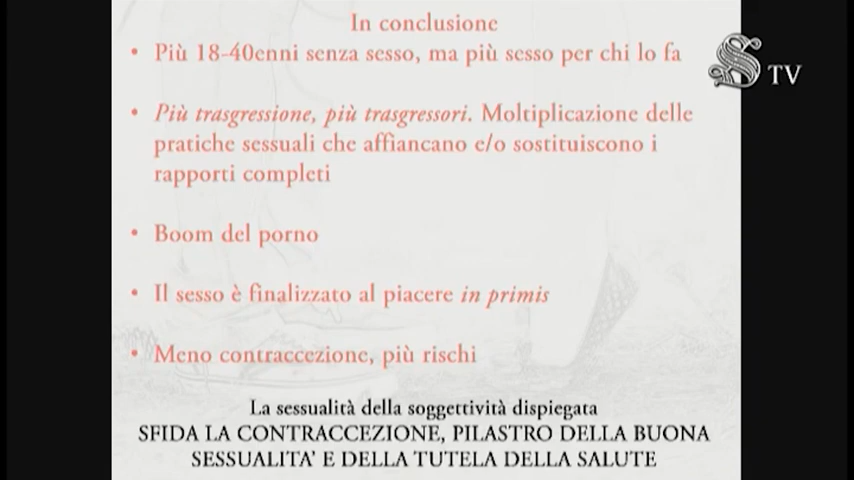 In conclusione
• Più 18-40enni senza sesso, ma più sesso per chi lo fa
S TV
• Più trasgressione, più trasgressori. Moltiplicazione delle
pratiche sessuali che affiancano e/o sostituiscono i
rapporti completi
• Boom del porno
• Il sesso è finalizzato al piacere in primis
• Meno contraccezione, più rischi
La sessualità della soggettività dispiegata
SFIDA LA CONTRACCEZIONE, PILASTRO DELLA BUONA
SESSUALITA’ E DELLA TUTELA DELLA SALUTE